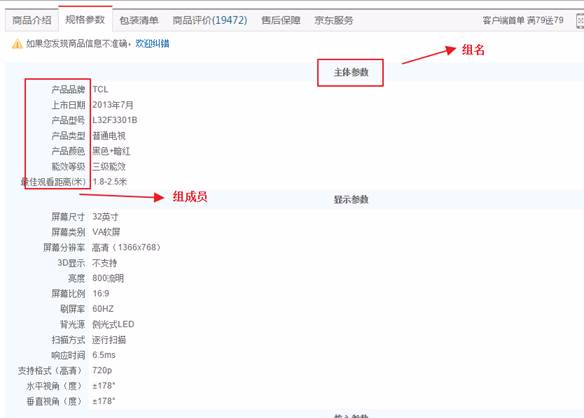 商品介绍 规格参数 包装清单 商品评价(19472) 售后保障 京东服务 客户端首单 满79送79
如果您发现商品信息不准确，欢迎纠错
组名
主体参数
产品品牌 TCL
上市日期 2013年7月
产品型号 L32F3301B
产品类型 普通电视
产品颜色 黑色+暗红
能效等级 三级能效
最佳观看距离(米) 1.8-2.5米
组成员
显示参数
屏幕尺寸 32英寸
屏幕类别 VA软屏
屏幕分辨率 高清（1366x768）
3D显示 不支持
亮度 800流明
屏幕比例 16:9
刷屏率 60HZ
背光源 侧光式LED
扫描方式 逐行扫描
响应时间 6.5ms
支持格式（高清） 720p
水平视角（度） ±178°
垂直视角（度） ±178°